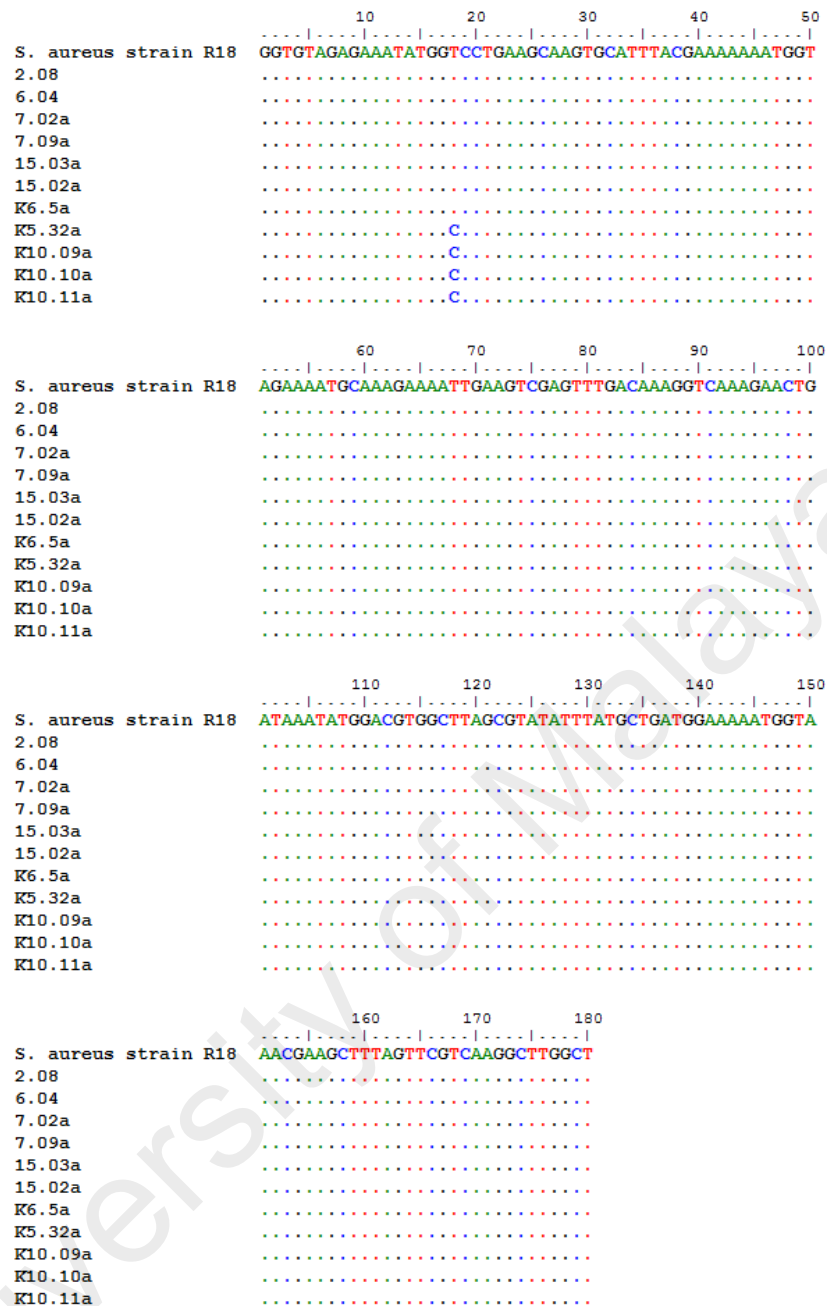 10 20 30 40 50
....|....|....|....|....|....|....|....|....|....|
S. aureus strain R18 GGTGTAGAGAAATATGGTCCTGAAGCAAGTGCATTTACGAAAAAAATGGT
2.08 ..................................................
6.04 ..................................................
7.02a ..................................................
7.09a ..................................................
15.03a ..................................................
15.02a ..................................................
K6.5a ..................................................
K5.32a .................C................................
K10.09a .................C................................
K10.10a .................C................................
K10.11a .................C................................
60 70 80 90 100
....|....|....|....|....|....|....|....|....|....|
S. aureus strain R18 AGAAAATGCAAAGAAAATTGAAGTCGAGTTTGACAAAGGTCAAAGAACTG
2.08 ..................................................
6.04 ..................................................
7.02a ..................................................
7.09a ..................................................
15.03a ..................................................
15.02a ..................................................
K6.5a ..................................................
K5.32a ..................................................
K10.09a ..................................................
K10.10a ..................................................
K10.11a ..................................................
110 120 130 140 150
....|....|....|....|....|....|....|....|....|....|
S. aureus strain R18 ATAAATATGGACGTGGCTTAGCGTATATTTATGCTGATGGAAAAATGGTA
2.08 ..................................................
6.04 ..................................................
7.02a ..................................................
7.09a ..................................................
15.03a ..................................................
15.02a ..................................................
K6.5a ..................................................
K5.32a ..................................................
K10.09a ..................................................
K10.10a ..................................................
K10.11a ..................................................
160 170 180
....|....|....|....|....|....|
S. aureus strain R18 AACGAAGCTTTAGTTCGTCAAGGCTTGGCT
2.08 ..............................
6.04 ..............................
7.02a ..............................
7.09a ..............................
15.03a ..............................
15.02a ..............................
K6.5a ..............................
K5.32a ..............................
K10.09a ..............................
K10.10a ..............................
K10.11a ..............................
iversity of Malaya